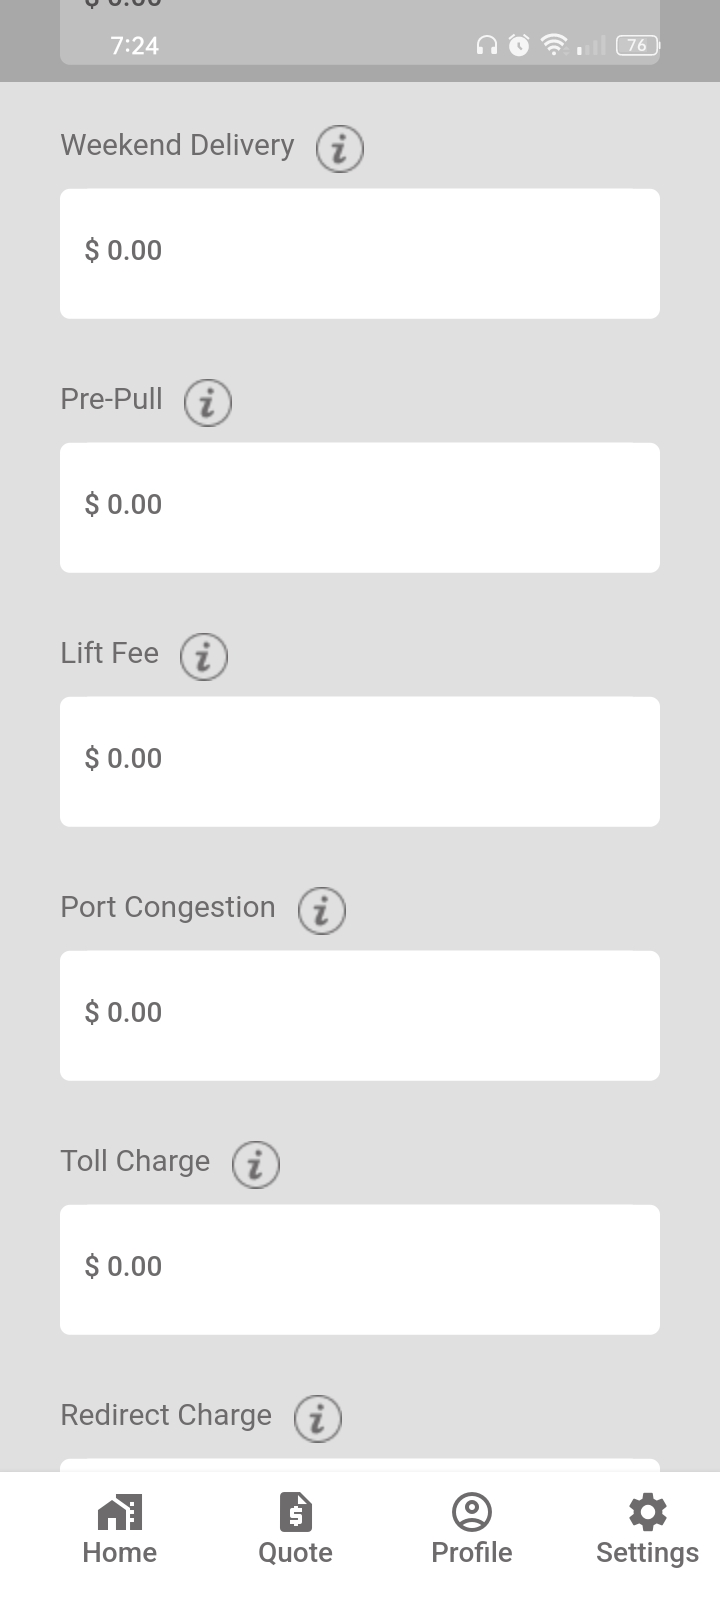 7:24
76
Weekend Delivery
$ 0.00
Pre-Pull
$ 0.00
Lift Fee
$ 0.00
Port Congestion
$ 0.00
Toll Charge
$ 0.00
Redirect Charge
Home Quote Profile Settings